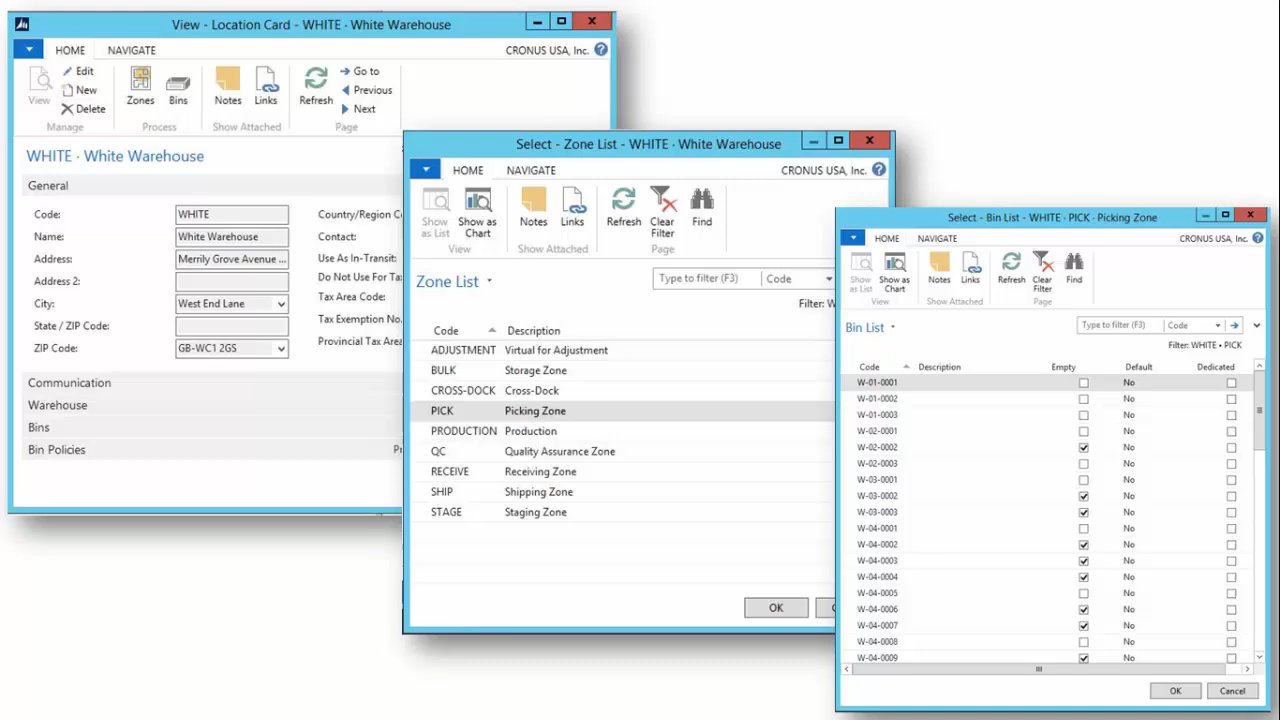 View - Location Card - WHITE · White Warehouse
HOME NAVIGATE CRONUS USA, Inc. ?
View Edit New Delete
Zones Bins
Notes Links
Refresh Go to Previous Next
Manage Process Show Attached Page
WHITE · White Warehouse
General
Code: WHITE Country/Region C
Name: White Warehouse Contact:
Address: Merrily Grove Avenue ... Use As In-Transit:
Address 2: Do Not Use For Tax
City: West End Lane Tax Area Code:
State / ZIP Code: Tax Exemption No.
ZIP Code: GB-WC1 2GS Provincial Tax Area
Communication
Warehouse
Bins
Bin Policies Pr
Select - Zone List - WHITE · White Warehouse
HOME NAVIGATE CRONUS USA, Inc. ?
Show as List Show as Chart Notes Links Refresh Clear Filter Find
View Show Attached Page
Zone List Type to filter (F3) Code
Filter: W
Code Description
ADJUSTMENT Virtual for Adjustment
BULK Storage Zone
CROSS-DOCK Cross-Dock
PICK Picking Zone
PRODUCTION Production
QC Quality Assurance Zone
RECEIVE Receiving Zone
SHIP Shipping Zone
STAGE Staging Zone
OK
Select - Bin List - WHITE · PICK · Picking Zone
HOME NAVIGATE CRONUS USA, Inc. ?
Show as List Show as Chart Notes Links Refresh Clear Filter Find
View Show Attached Page
Bin List Type to filter (F3) Code
Filter: WHITE • PICK
Code Description Empty Default Dedicated
W-01-0001 No
W-01-0002 No
W-01-0003 No
W-02-0001 No
W-02-0002 No
W-02-0003 No
W-03-0001 No
W-03-0002 No
W-03-0003 No
W-04-0001 No
W-04-0002 No
W-04-0003 No
W-04-0004 No
W-04-0005 No
W-04-0006 No
W-04-0007 No
W-04-0008 No
W-04-0009 No
OK Cancel